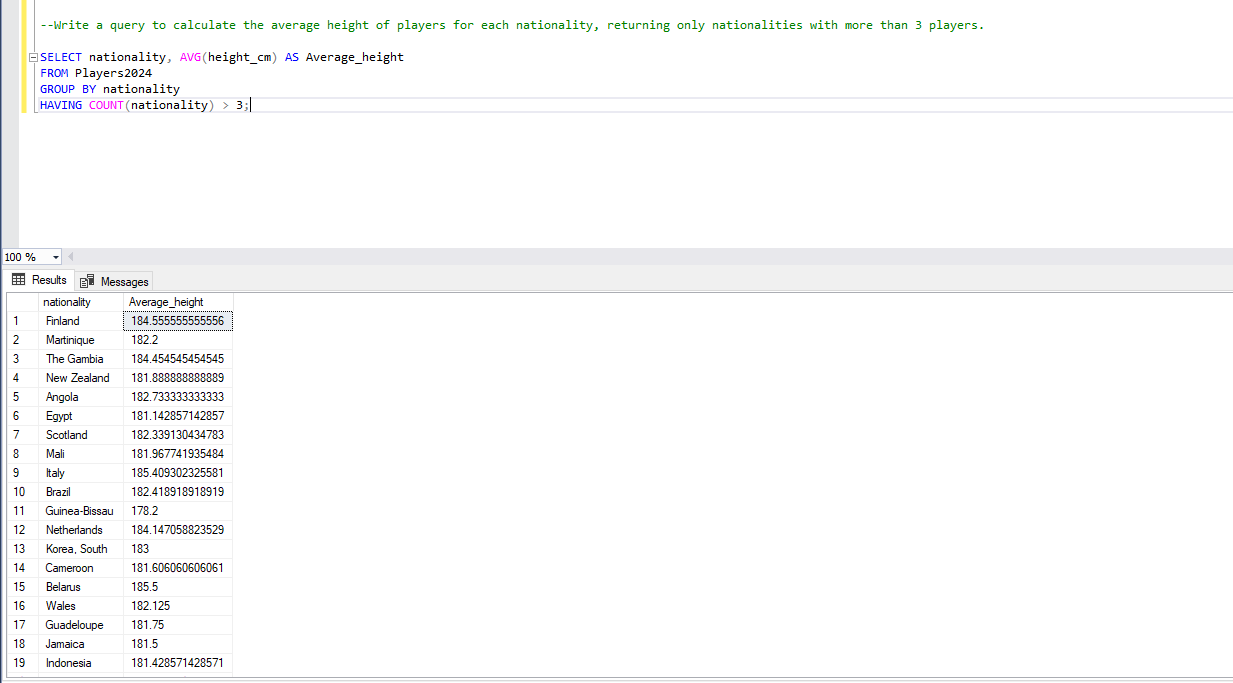 --Write a query to calculate the average height of players for each nationality, returning only nationalities with more than 3 players.
SELECT nationality, AVG(height_cm) AS Average_height
FROM Players2024
GROUP BY nationality
HAVING COUNT(nationality) > 3;
100 %
Results Messages
nationality Average_height
1 Finland 184.555555555556
2 Martinique 182.2
3 The Gambia 184.454545454545
4 New Zealand 181.888888888889
5 Angola 182.733333333333
6 Egypt 181.142857142857
7 Scotland 182.339130434783
8 Mali 181.967741935484
9 Italy 185.409302325581
10 Brazil 182.418918918919
11 Guinea-Bissau 178.2
12 Netherlands 184.147058823529
13 Korea, South 183
14 Cameroon 181.606060606061
15 Belarus 185.5
16 Wales 182.125
17 Guadeloupe 181.75
18 Jamaica 181.5
19 Indonesia 181.428571428571